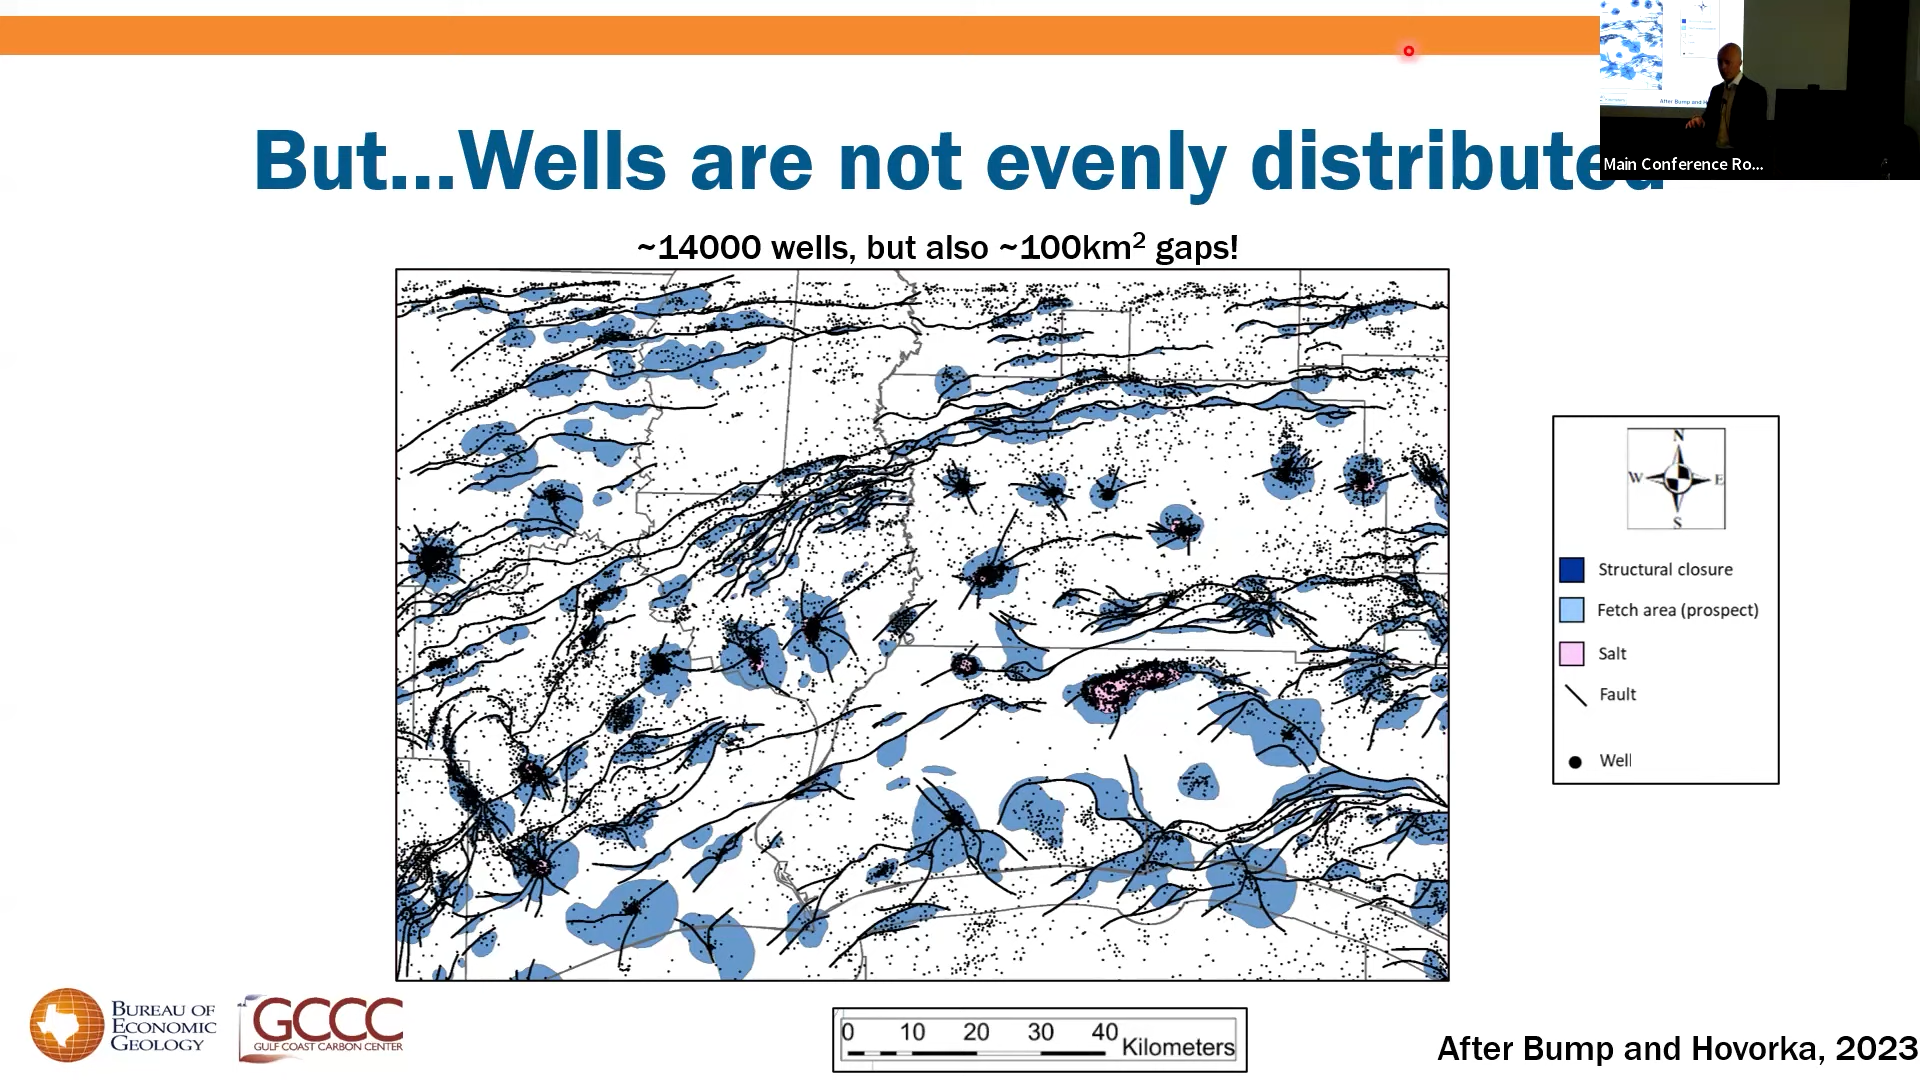 But...Wells are not evenly distributed
Main Conference Ro...
~14000 wells, but also ~100km² gaps!
N
W E
S
Structural closure
Fetch area (prospect)
Salt
Fault
Well
BUREAU OF
ECONOMIC
GEOLOGY
GCCC
GULF COAST CARBON CENTER
0 10 20 30 40
Kilometers
After Bump and Hovorka, 2023